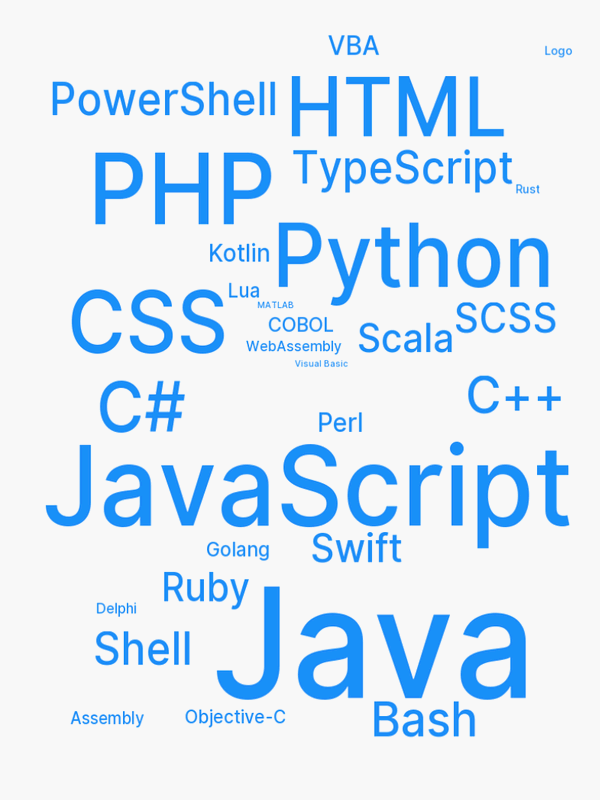 VBA
Logo
PowerShell
HTML
PHP
TypeScript
Rust
Kotlin
Python
Lua
MATLAB
CSS
COBOL
SCSS
WebAssembly
Scala
Visual Basic
C#
C++
Perl
JavaScript
Golang
Swift
Ruby
Delphi
Java
Shell
Assembly
Objective-C
Bash